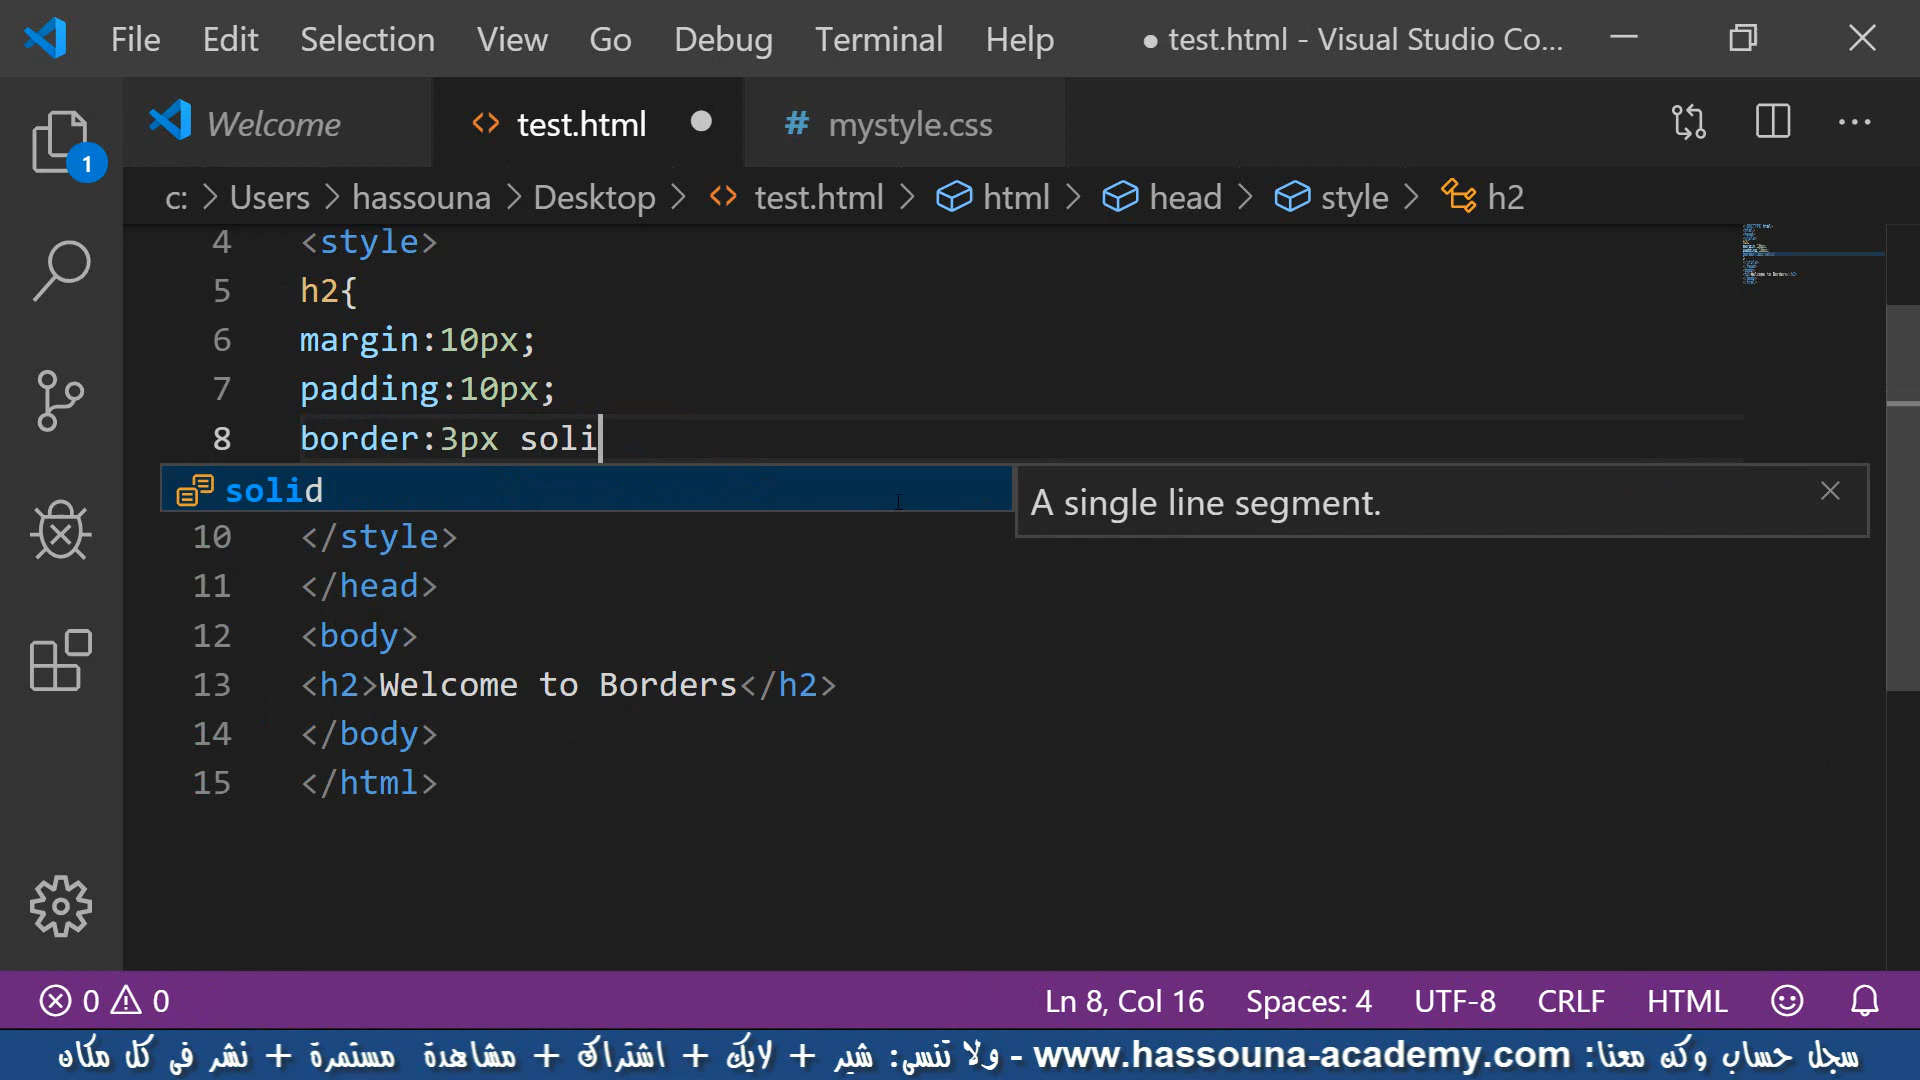 File Edit Selection View Go Debug Terminal Help ● test.html - Visual Studio Co...
Welcome test.html ● # mystyle.css
1
c: > Users > hassouna > Desktop > <> test.html > html > head > style > h2
4 <style>
5 h2{
6 margin:10px;
7 padding:10px;
8 border:3px soli
solid
A single line segment.
10 </style>
11 </head>
12 <body>
13 <h2>Welcome to Borders</h2>
14 </body>
15 </html>
0 0 Ln 8, Col 16 Spaces: 4 UTF-8 CRLF HTML
سجل حساب وكن معنا: www.hassouna-academy.com - ولا تنسى: شير + لايك + اشتراك + مشاهدة مستمرة + نشر فى كل مكان